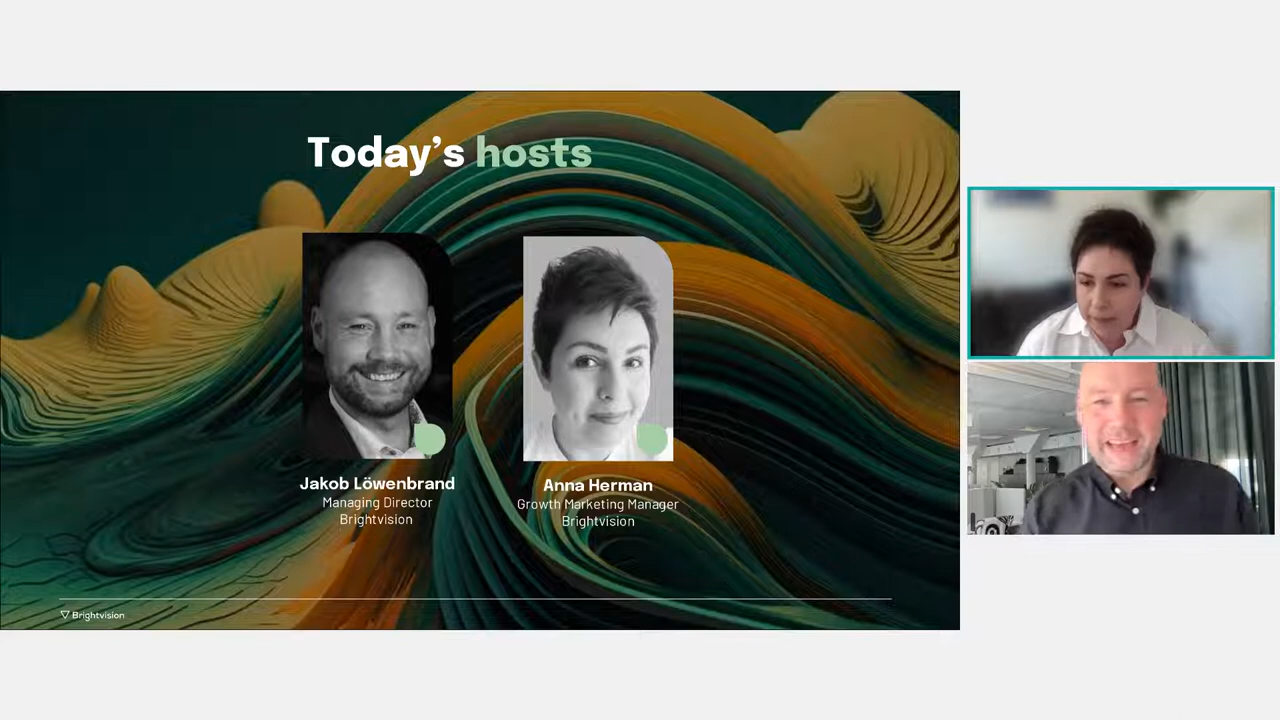 Today’s hosts
Jakob Löwenbrand
Managing Director
Brightvision
Anna Herman
Growth Marketing Manager
Brightvision
Brightvision